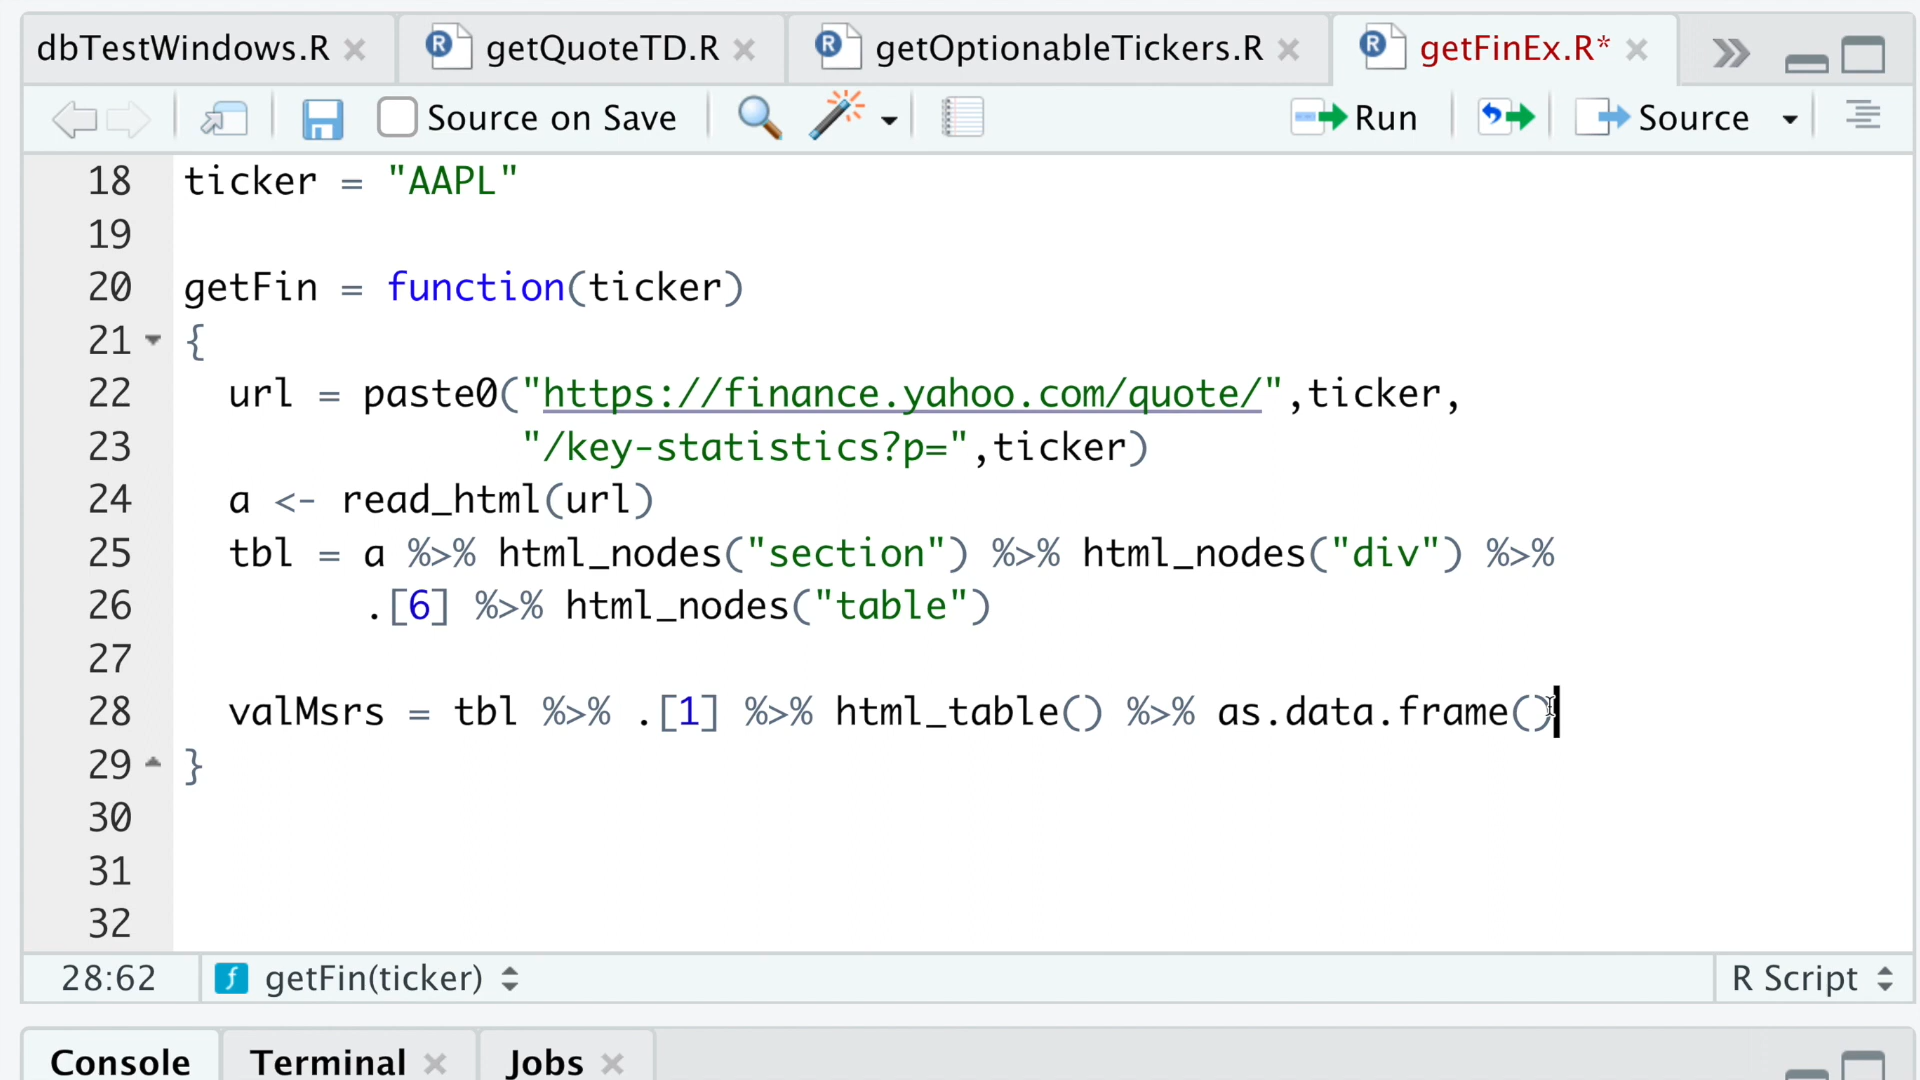 dbTestWindows.R getQuoteTD.R getOptionableTickers.R getFinEx.R*
Source on Save Run Source
18 ticker = "AAPL"
19
20 getFin = function(ticker)
21 {
22 url = paste0("https://finance.yahoo.com/quote/",ticker,
23 "/key-statistics?p=",ticker)
24 a <- read_html(url)
25 tbl = a %>% html_nodes("section") %>% html_nodes("div") %>%
26 .[6] %>% html_nodes("table")
27
28 valMsrs = tbl %>% .[1] %>% html_table() %>% as.data.frame()
29 }
30
31
32
28:62 getFin(ticker) R Script
Console Terminal Jobs